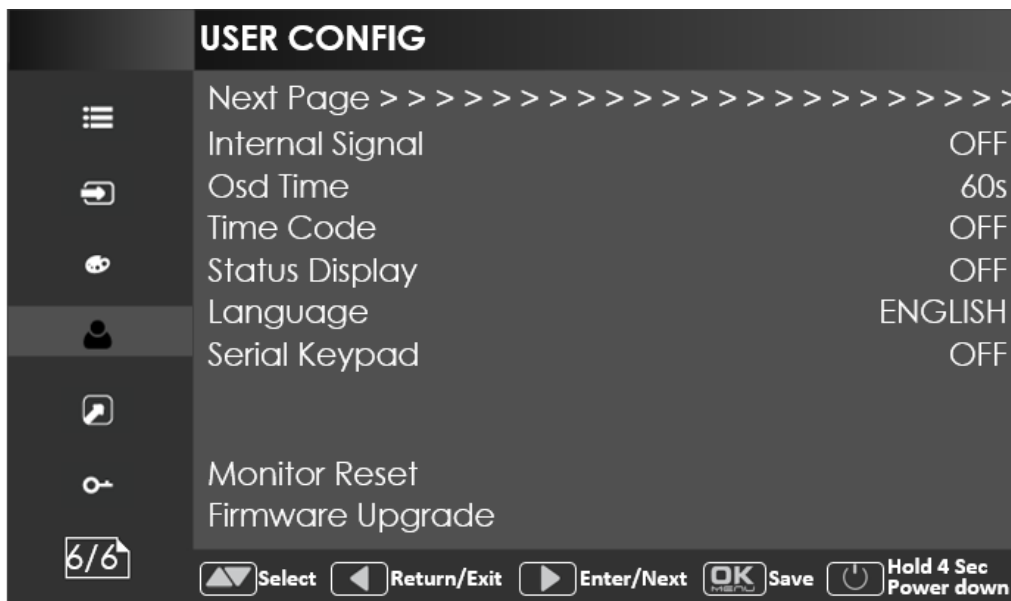 USER CONFIG
Next Page > > > > > > > > > > > > > > > > > > > > > > >
Internal Signal OFF
Osd Time 60s
Time Code OFF
Status Display OFF
Language ENGLISH
Serial Keypad OFF
Monitor Reset
Firmware Upgrade
6/6
Select Return/Exit Enter/Next OK MENU Save Hold 4 Sec
Power down